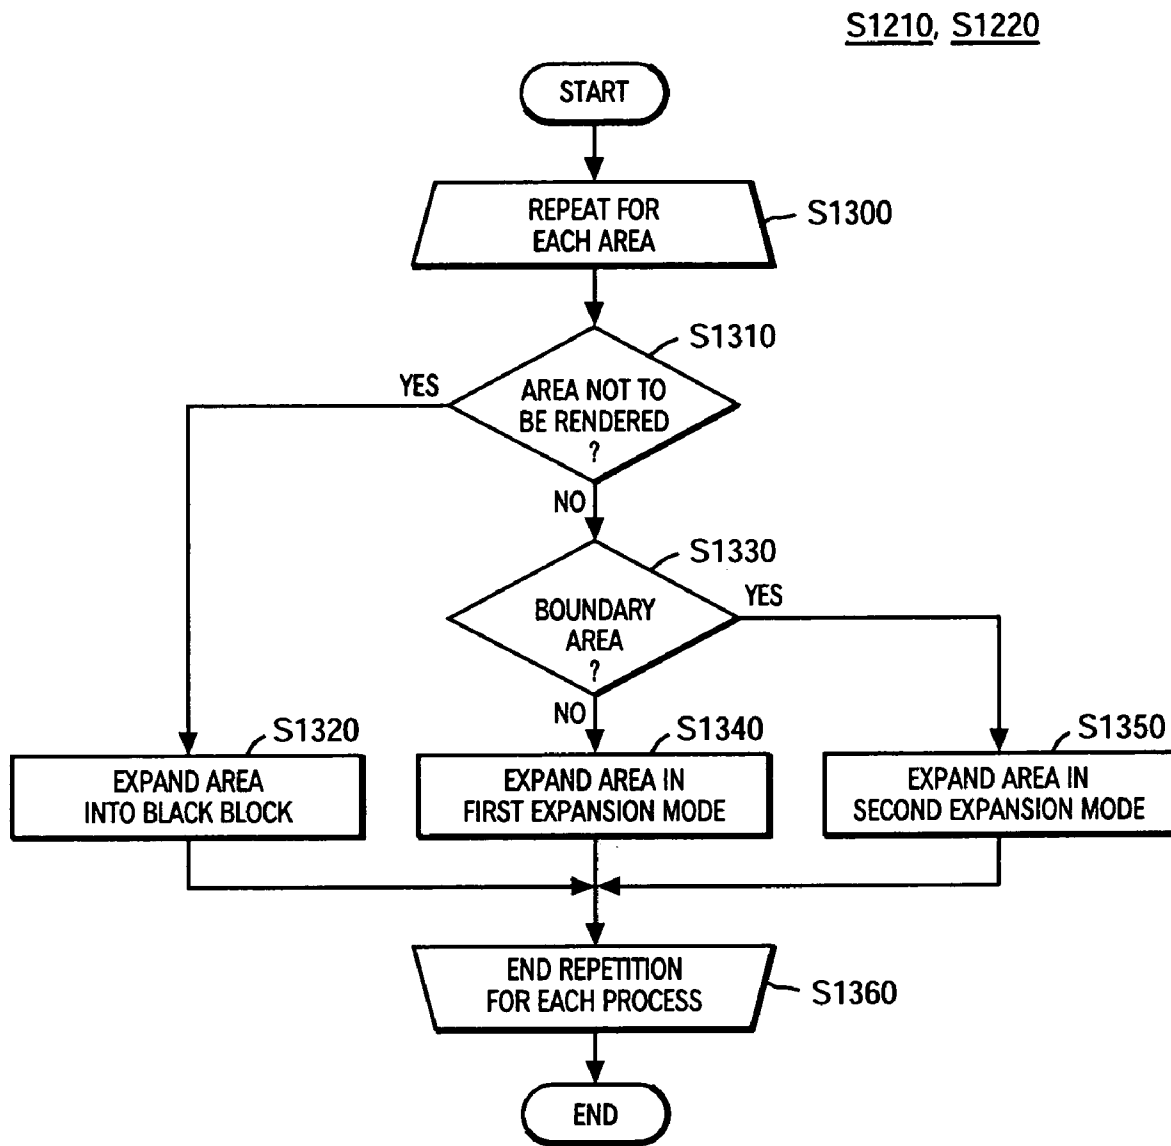 S1210, S1220
START
REPEAT FOR
EACH AREA
S1300
S1310
YES
AREA NOT TO
BE RENDERED
?
NO
S1330
YES
BOUNDARY
AREA
?
NO
S1320
S1340
S1350
EXPAND AREA
INTO BLACK BLOCK
EXPAND AREA IN
FIRST EXPANSION MODE
EXPAND AREA IN
SECOND EXPANSION MODE
END REPETITION
FOR EACH PROCESS
S1360
END